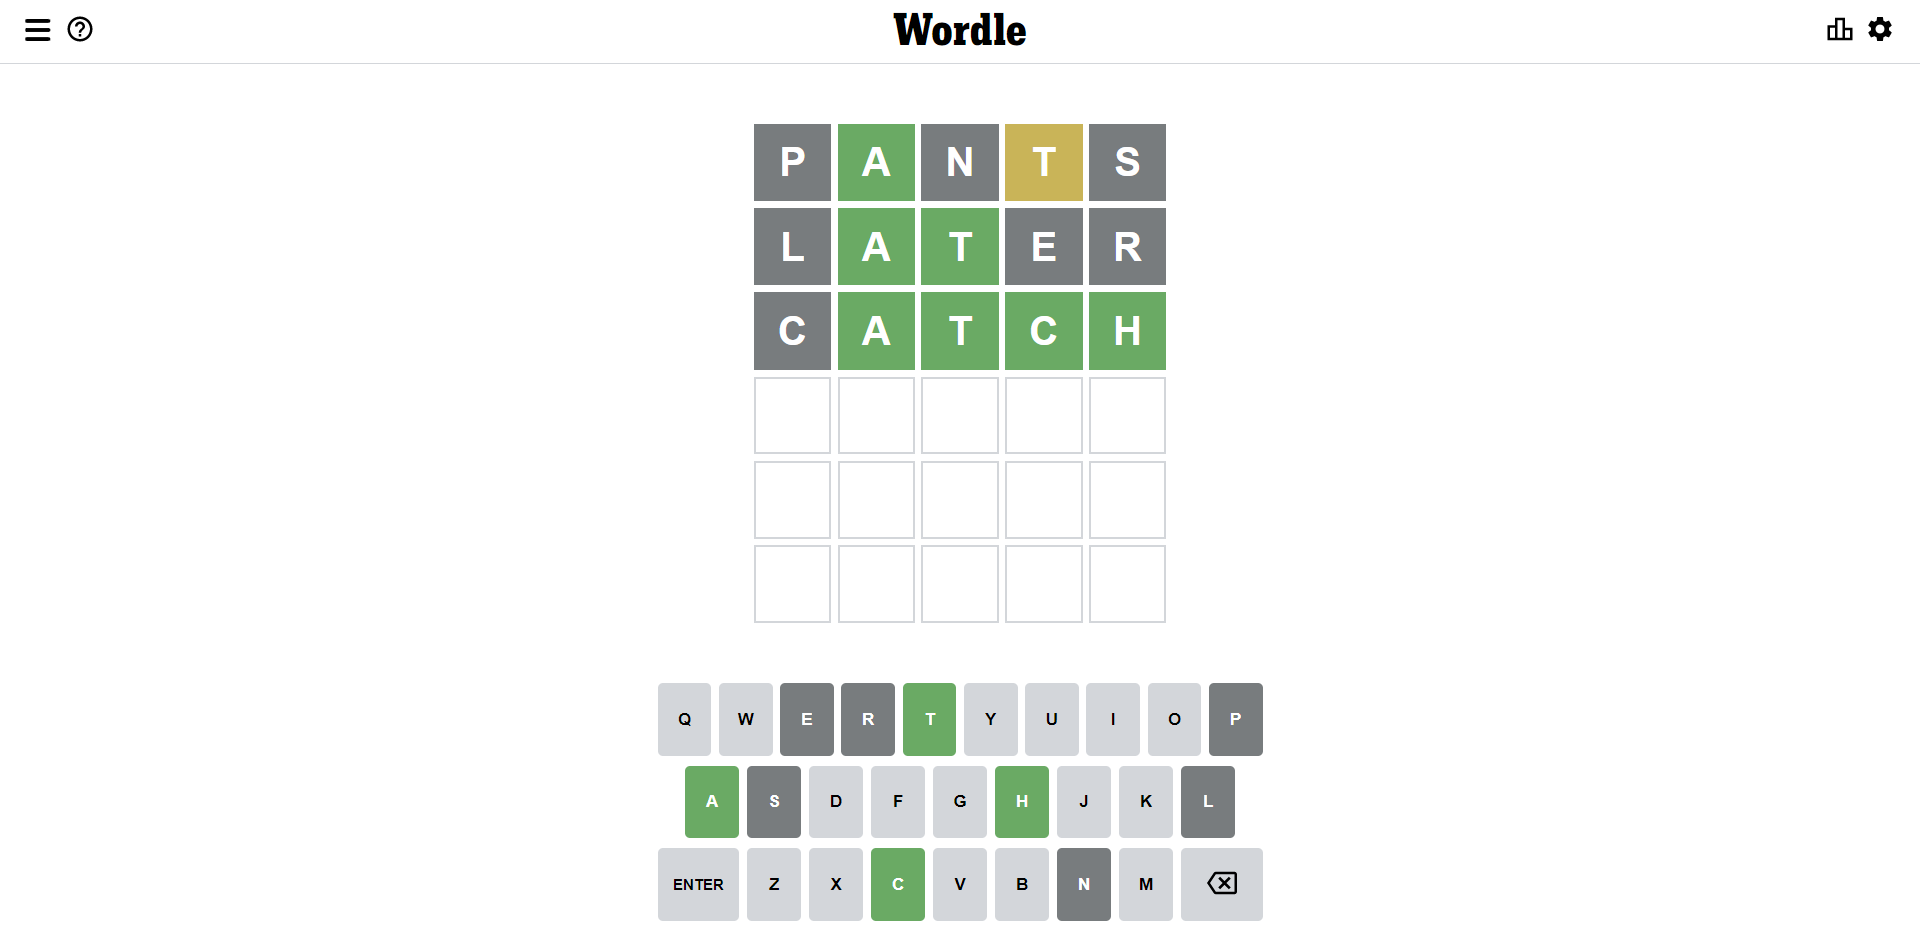 Wordle
P A N T S
L A T E R
C A T C H
Q W E R T Y U I O P
A S D F G H J K L
ENTER Z X C V B N M